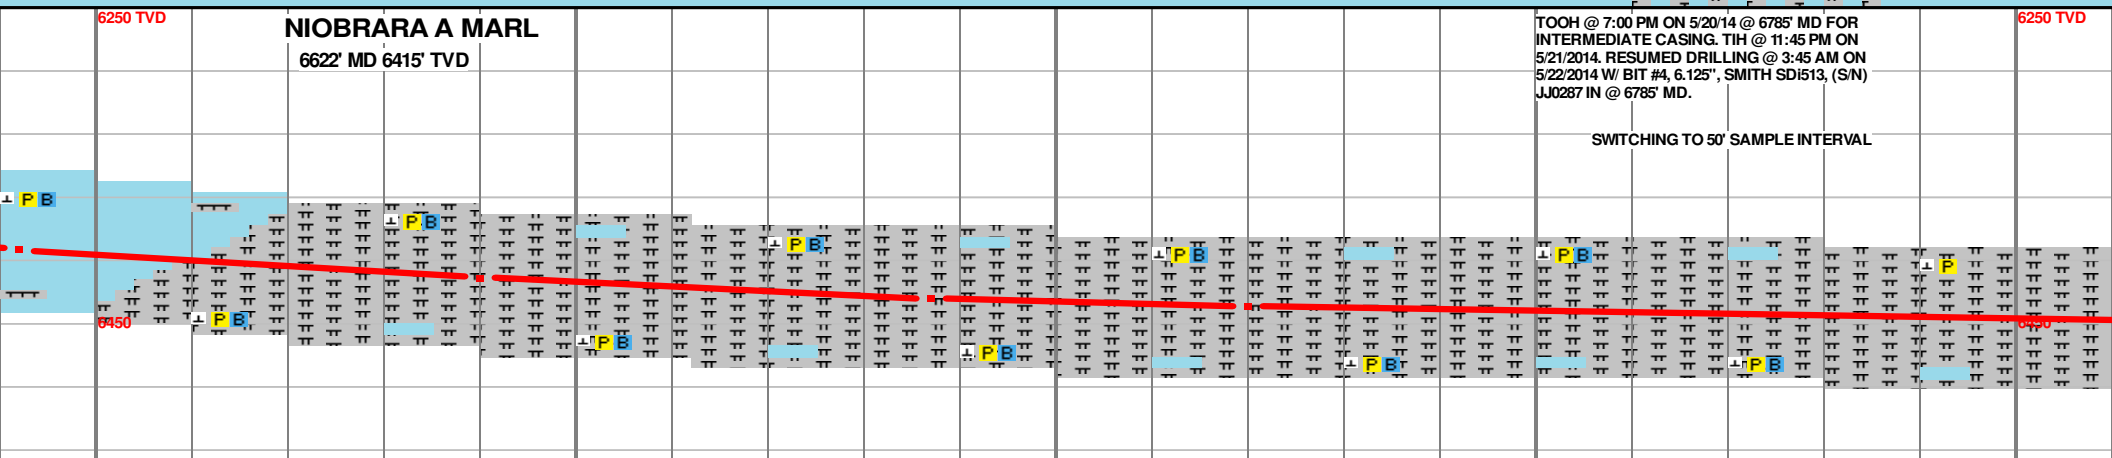 6250 TVD
NIOBRARA A MARL
6622' MD 6415' TVD
TOOH @ 7:00 PM ON 5/20/14 @ 6785' MD FOR
INTERMEDIATE CASING. TIH @ 11:45 PM ON
5/21/2014. RESUMED DRILLING @ 3:45 AM ON
5/22/2014 W/ BIT #4, 6.125", SMITH SDi513, (S/N)
JJ0287 IN @ 6785' MD.
6250 TVD
SWITCHING TO 50' SAMPLE INTERVAL
P B
P B
P B
P B
P B
P B
P B
P B
P B
P B
P B
P
6450
6450